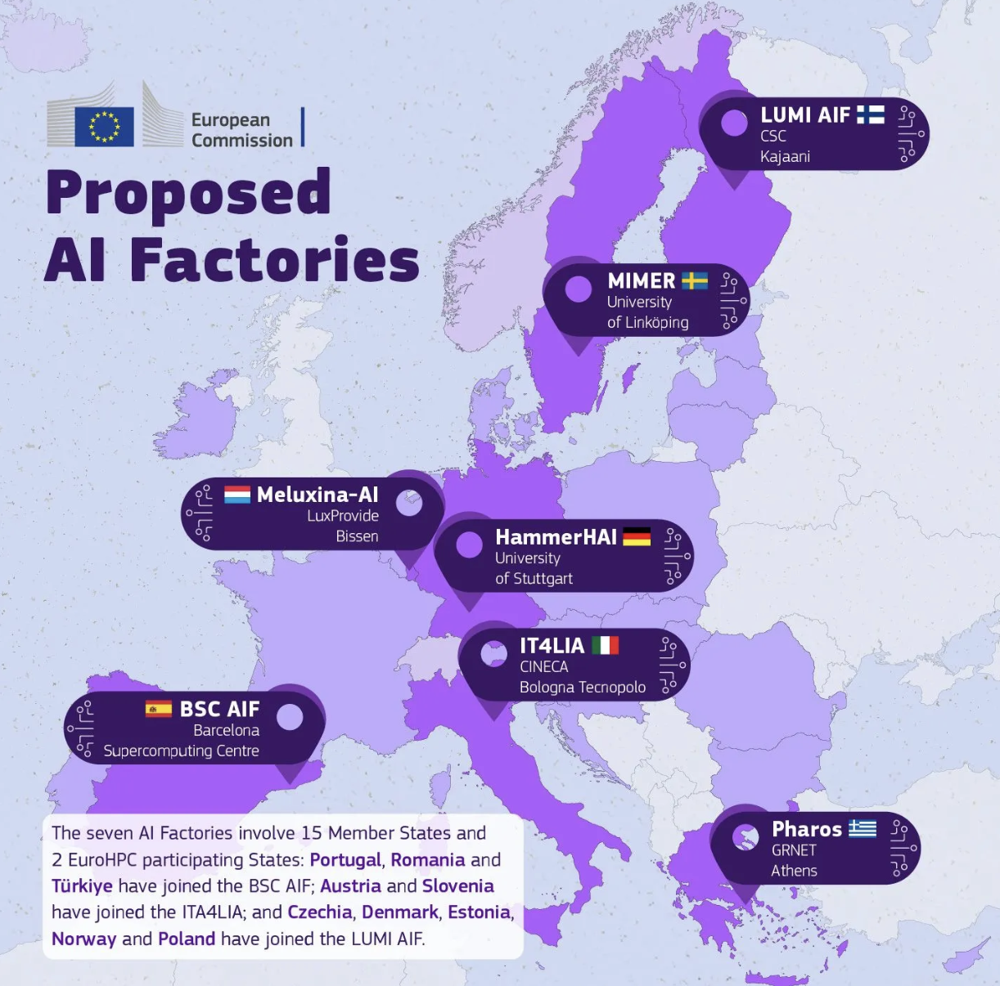 European
Commission
Proposed
AI Factories
LUMI AIF
CSC
Kajaani
MIMER
University
of Linköping
Meluxina-AI
LuxProvide
Bissen
HammerHAI
University
of Stuttgart
IT4LIA
CINECA
Bologna Tecnopolo
BSC AIF
Barcelona
Supercomputing Centre
Pharos
GRNET
Athens
The seven AI Factories involve 15 Member States and
2 EuroHPC participating States: Portugal, Romania and
Türkiye have joined the BSC AIF; Austria and Slovenia
have joined the ITA4LIA; and Czechia, Denmark, Estonia,
Norway and Poland have joined the LUMI AIF.